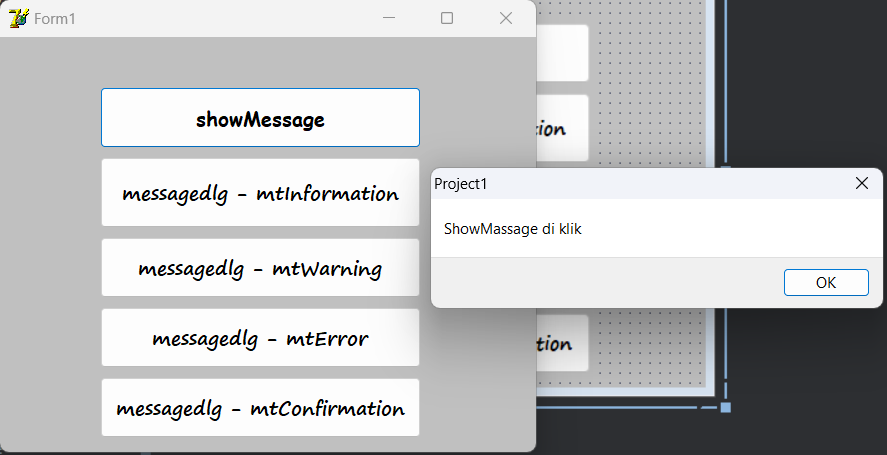 Form1
showMessage
messagedlg - mtInformation
messagedlg - mtWarning
messagedlg - mtError
messagedlg - mtConfirmation
Project1
ShowMassage di klik
OK